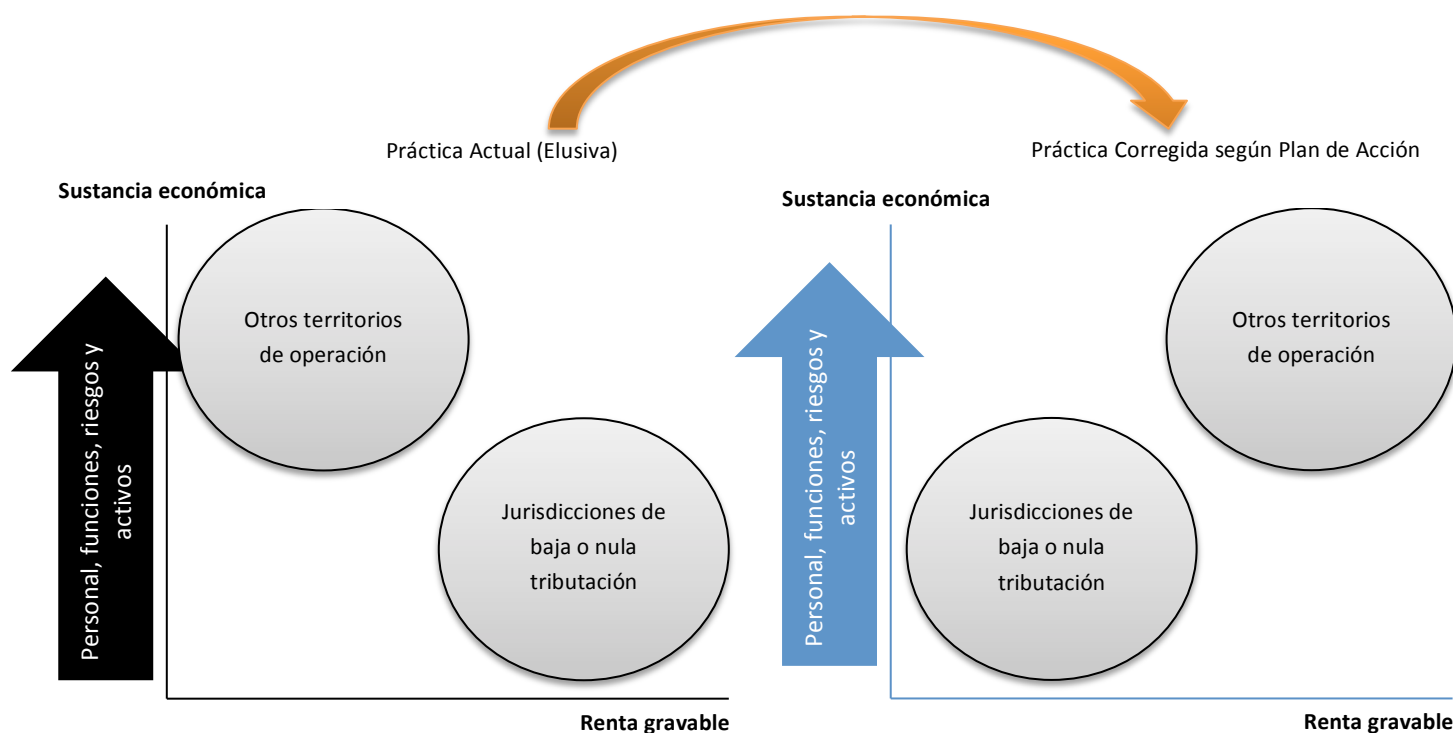 Práctica Actual (Elusiva)
Sustancia económica
Personal, funciones, riesgos y
activos
Otros territorios
de operación
Jurisdicciones de
baja o nula
tributación
Renta gravable
Práctica Corregida según Plan de Acción
Sustancia económica
Personal, funciones, riesgos y
activos
Otros territorios
de operación
Jurisdicciones de
baja o nula
tributación
Renta gravable